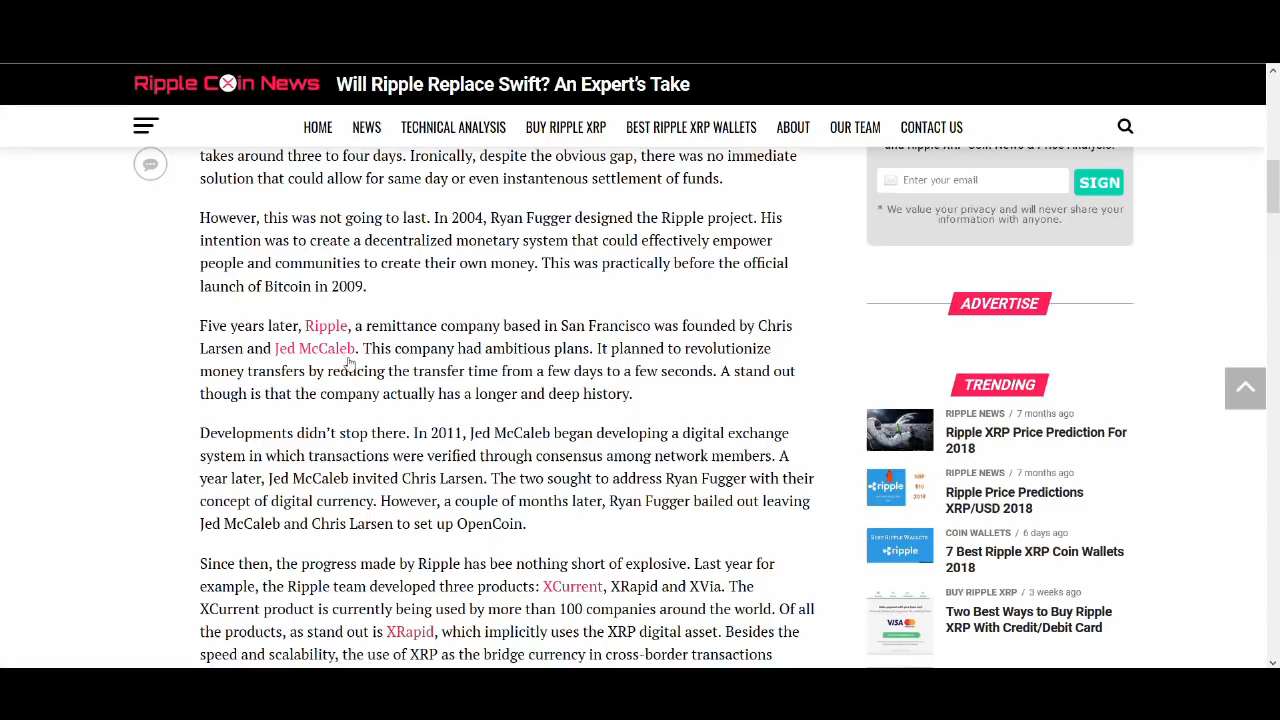 Ripple Coin News
Will Ripple Replace Swift? An Expert's Take
HOME
NEWS
TECHNICAL ANALYSIS
BUY RIPPLE XRP
BEST RIPPLE XRP WALLETS
ABOUT
OUR TEAM
CONTACT US
takes around three to four days. Ironically, despite the obvious gap, there was no immediate
solution that could allow for same day or even instantenous settlement of funds.
However, this was not going to last. In 2004, Ryan Fugger designed the Ripple project. His
intention was to create a decentralized monetary system that could effectively empower
people and communities to create their own money. This was practically before the official
launch of Bitcoin in 2009.
Five years later, Ripple, a remittance company based in San Francisco was founded by Chris
Larsen and Jed McCaleb. This company had ambitious plans. It planned to revolutionize
money transfers by reducing the transfer time from a few days to a few seconds. A stand out
though is that the company actually has a longer and deep history.
Developments didn't stop there. In 2011, Jed McCaleb began developing a digital exchange
system in which transactions were verified through consensus among network members. A
year later, Jed McCaleb invited Chris Larsen. The two sought to address Ryan Fugger with their
concept of digital currency. However, a couple of months later, Ryan Fugger bailed out leaving
Jed McCaleb and Chris Larsen to set up OpenCoin.
Since then, the progress made by Ripple has bee nothing short of explosive. Last year for
example, the Ripple team developed three products: XCurrent, XRapid and XVia. The
XCurrent product is currently being used by more than 100 companies around the world. Of all
the products, as stand out is XRapid, which implicitly uses the XRP digital asset. Besides the
speed and scalability, the use of XRP as the bridge currency in cross-border transactions
and Ripple XRP Coin News & Price Analysis!
Enter your email
SIGN
* We value your privacy and will never share your
information with anyone.
ADVERTISE
TRENDING
RIPPLE NEWS / 7 months ago
Ripple XRP Price Prediction For
2018
ripple
XRP
$10
2018
RIPPLE NEWS / 7 months ago
Ripple Price Predictions
XRP/USD 2018
BEST RIPPLE WALLETS
ripple
COIN WALLETS / 6 days ago
7 Best Ripple XRP Coin Wallets
2018
VISA
BUY RIPPLE XRP / 3 weeks ago
Two Best Ways to Buy Ripple
XRP With Credit/Debit Card